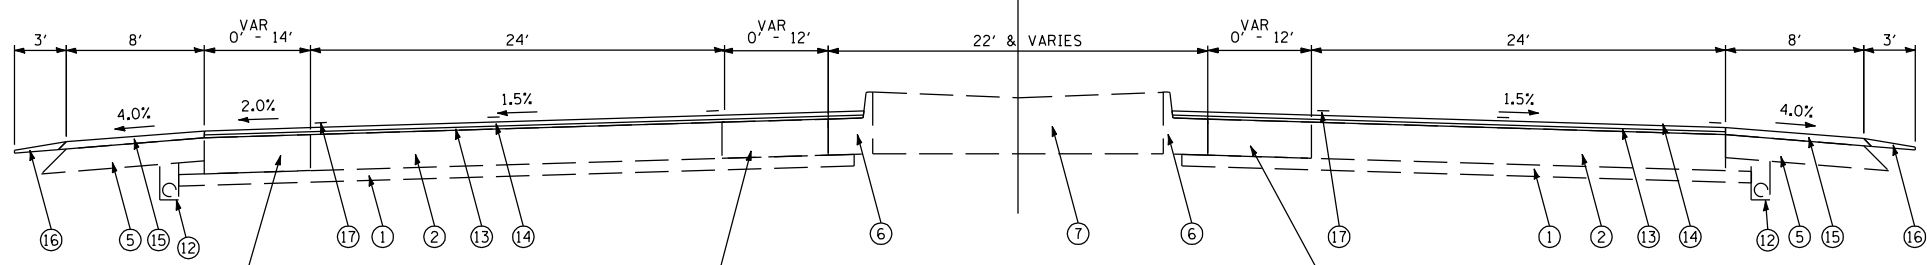 3' 8' VAR 0' - 14' 24' VAR 0' - 12' 22' & VARIES VAR 0' - 12' 24' 8' 3'
4.0% 2.0% 1.5% 1.5% 4.0%
16 5 15 12 17 1 2 13 14 6 7 6 17 1 2 13 14 12 5 15 16